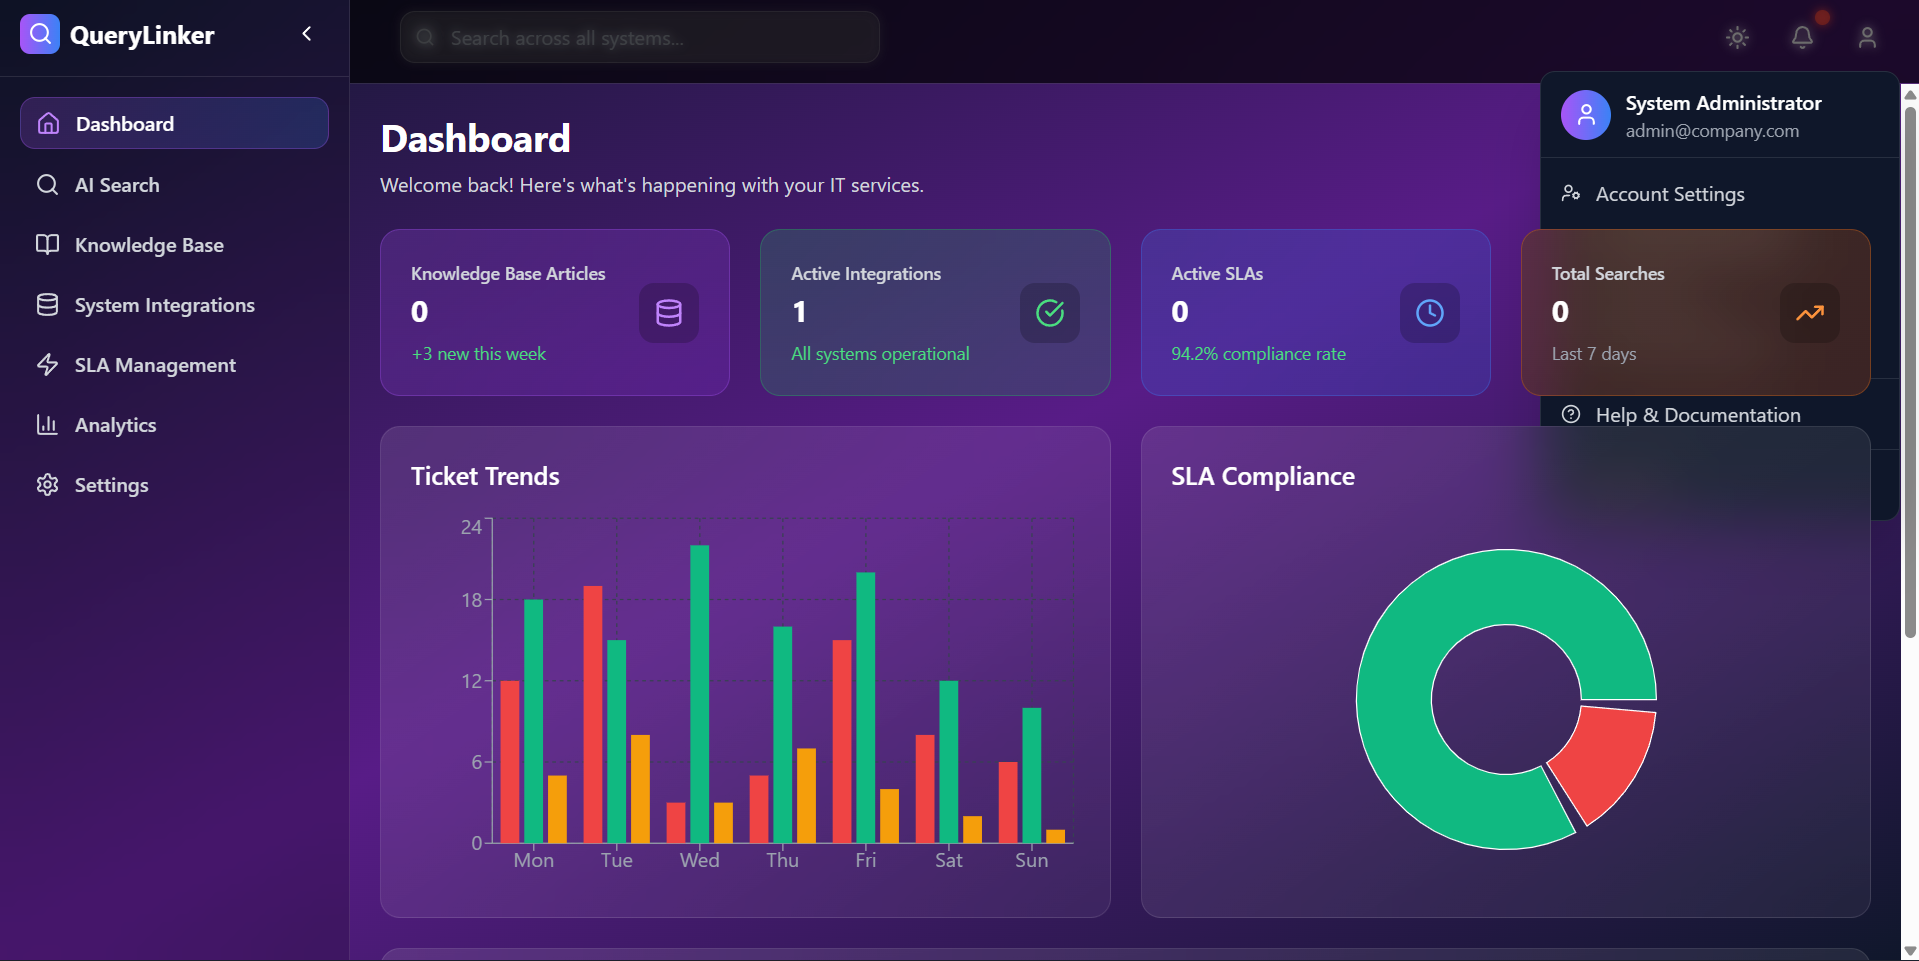 QueryLinker
Search across all systems...
Dashboard
AI Search
Knowledge Base
System Integrations
SLA Management
Analytics
Settings
System Administrator
admin@company.com
Account Settings
Help & Documentation
Dashboard
Welcome back! Here's what's happening with your IT services.
Knowledge Base Articles
0
+3 new this week
Active Integrations
1
All systems operational
Active SLAs
0
94.2% compliance rate
Total Searches
0
Last 7 days
Ticket Trends
24
18
12
6
0
Mon Tue Wed Thu Fri Sat Sun
SLA Compliance